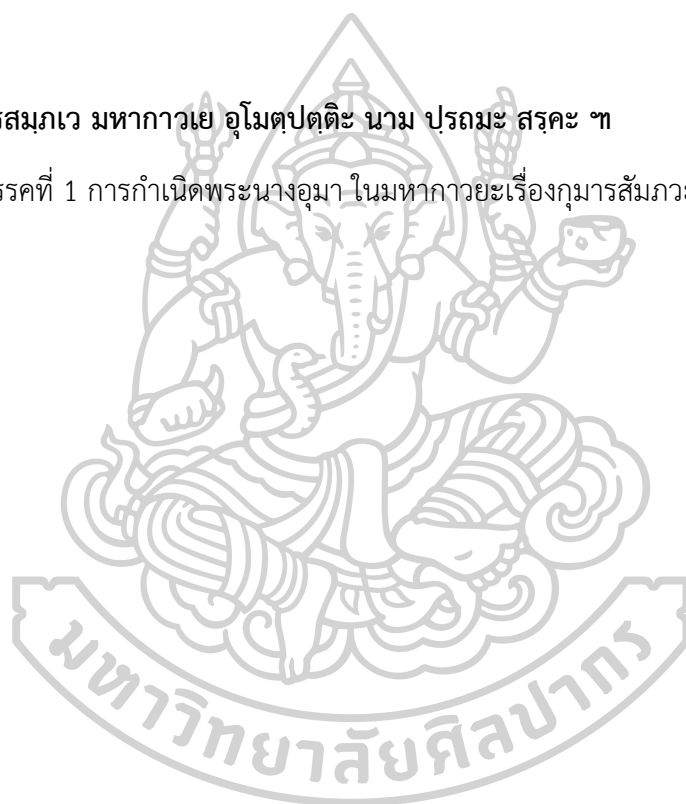 รสมฺภเว มหากาวเย อุโมตฺปตฺติะ นาม ปฺรถมะ สรฺคะ ฯ
รรคที่ 1 การกำเนิดพระนางอุมา ในมหากาวยะเรื่องกุมารสัมภวะ
มหาวิทยาลัยศิลปากร